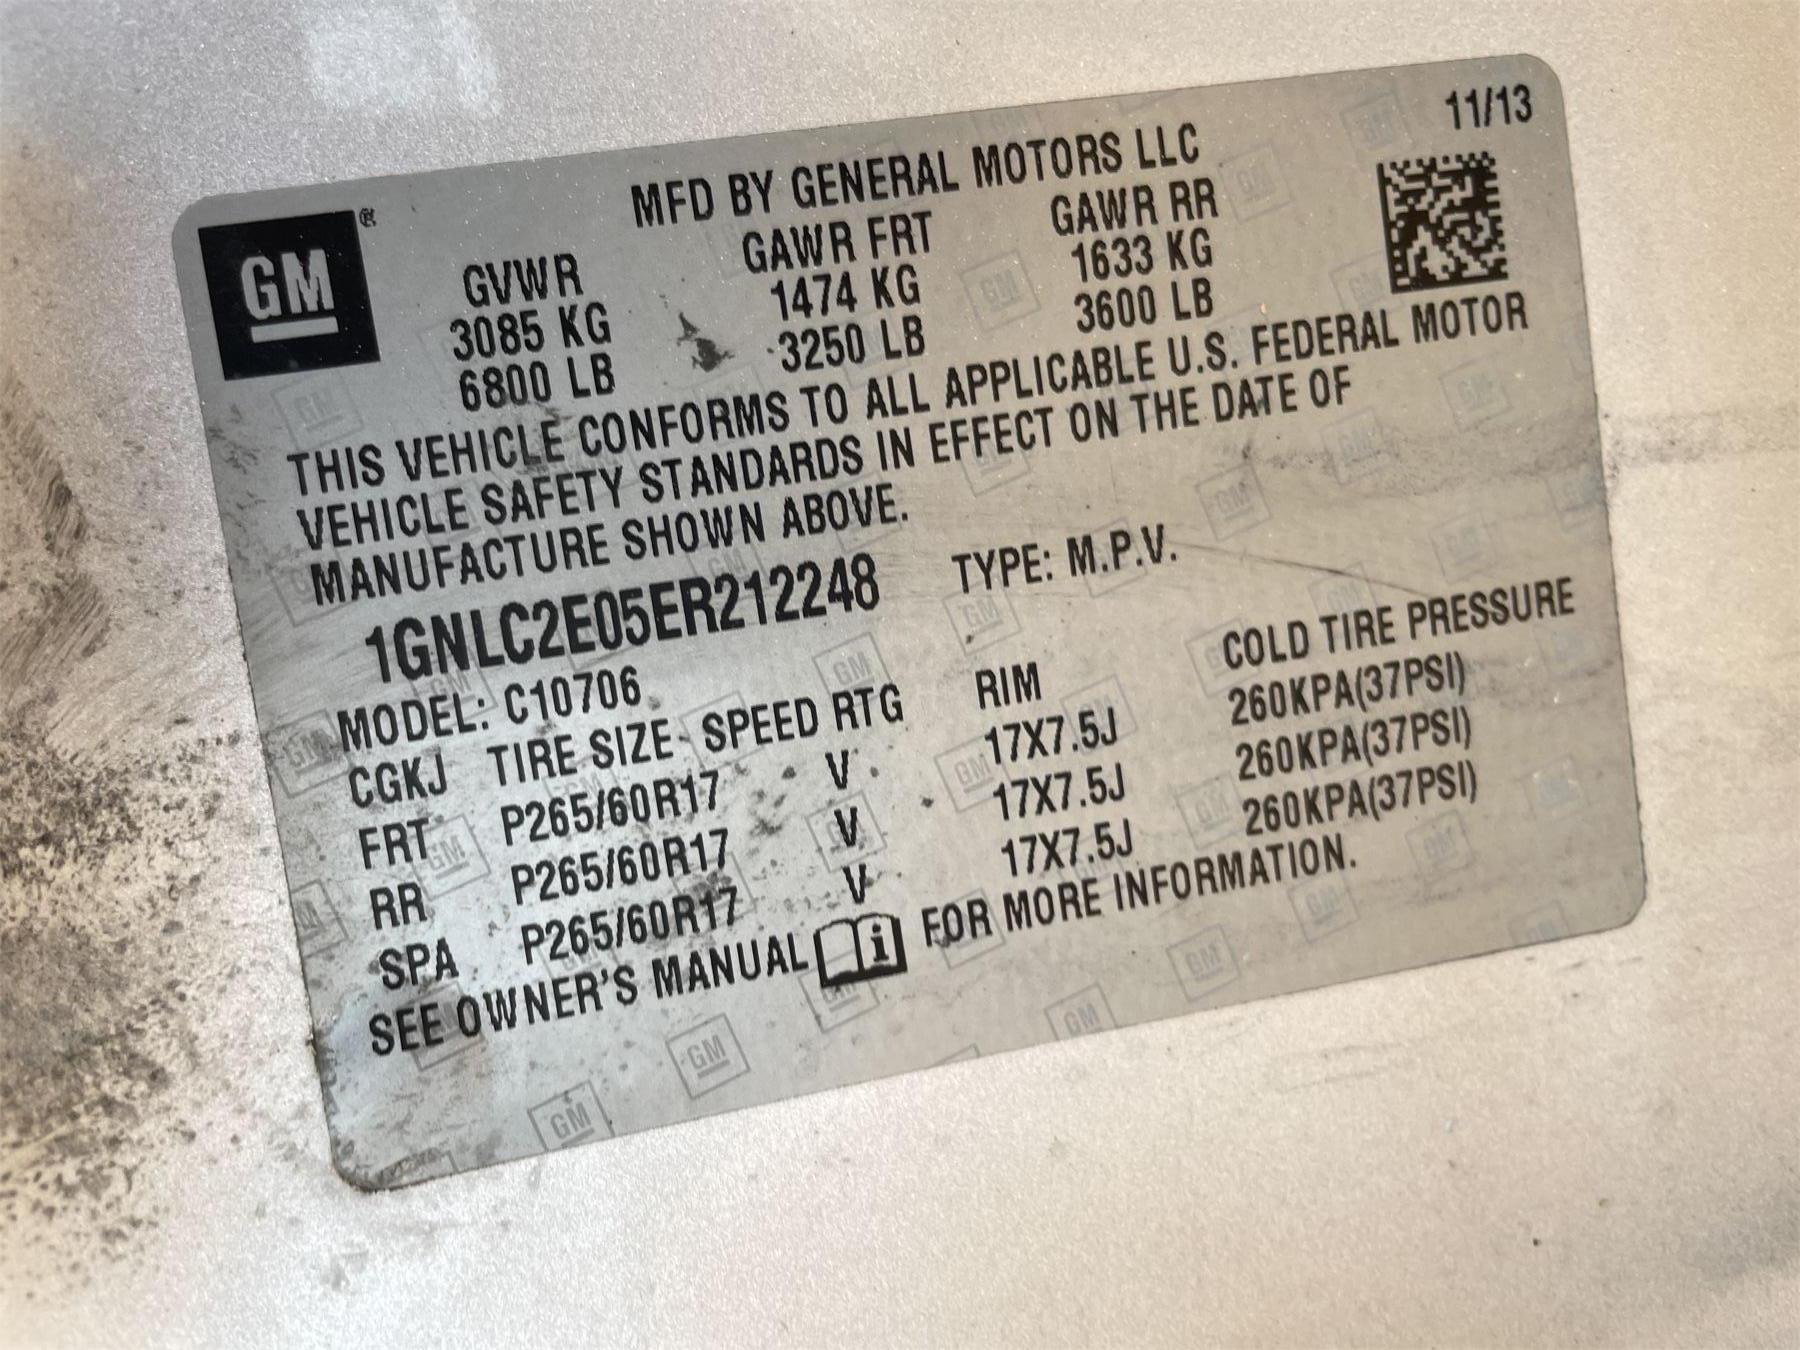 11/13
MFD BY GENERAL MOTORS LLC
GM ®
GVWR GAWR FRT GAWR RR
3085 KG 1474 KG 1633 KG
6800 LB 3250 LB 3600 LB
THIS VEHICLE CONFORMS TO ALL APPLICABLE U.S. FEDERAL MOTOR
VEHICLE SAFETY STANDARDS IN EFFECT ON THE DATE OF
MANUFACTURE SHOWN ABOVE.
1GNLC2E05ER212248 TYPE: M.P.V.
MODEL: C10706
CGKJ TIRE SIZE SPEED RTG RIM COLD TIRE PRESSURE
FRT P265/60R17 V 17X7.5J 260KPA(37PSI)
RR P265/60R17 V 17X7.5J 260KPA(37PSI)
SPA P265/60R17 V 17X7.5J 260KPA(37PSI)
SEE OWNER'S MANUAL i FOR MORE INFORMATION.